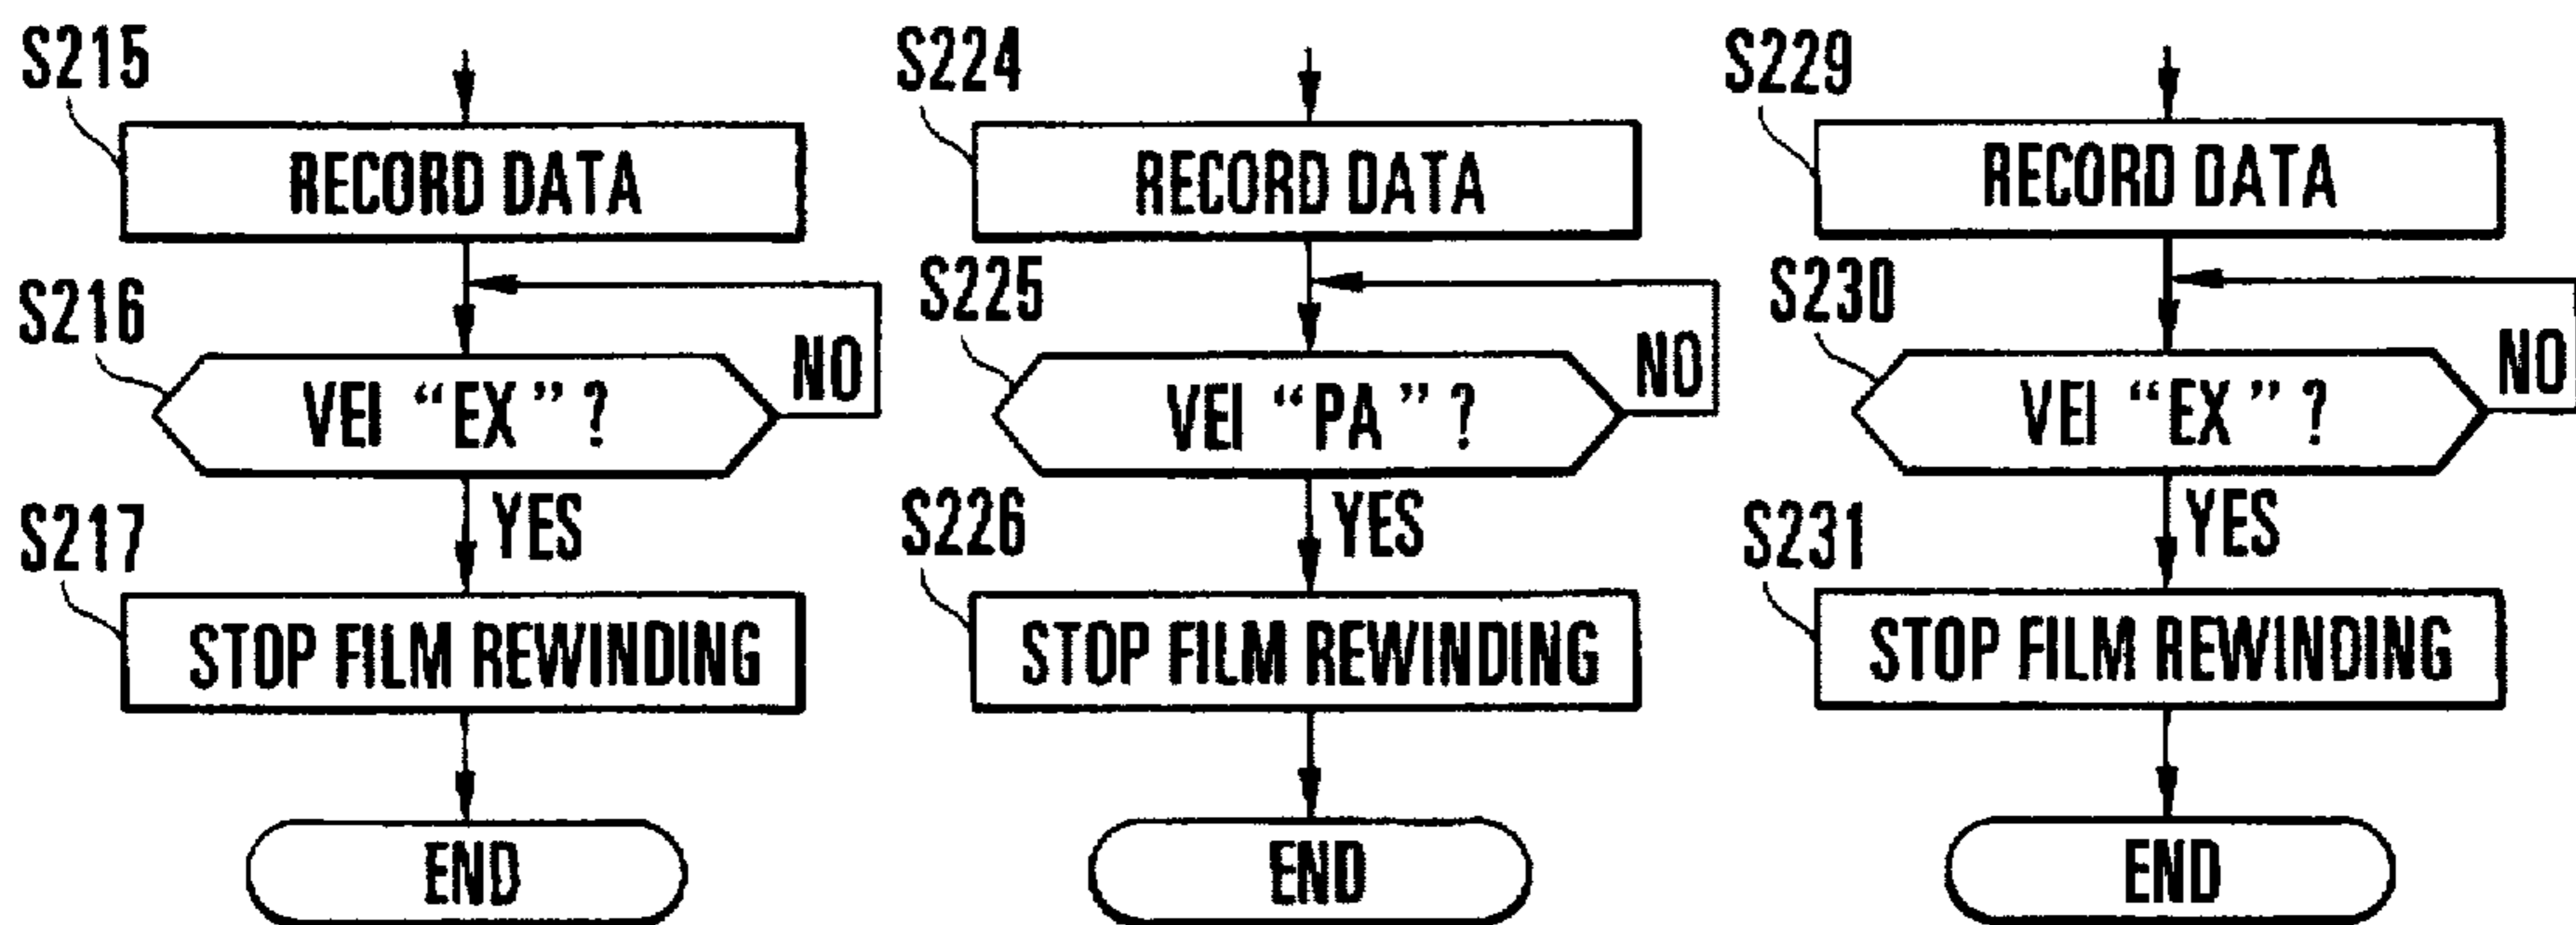 S215
RECORD DATA
S216
VEI “EX” ?
NO
YES
S217
STOP FILM REWINDING
END
S224
RECORD DATA
S225
VEI “PA” ?
NO
YES
S226
STOP FILM REWINDING
END
S229
RECORD DATA
S230
VEI “EX” ?
NO
YES
S231
STOP FILM REWINDING
END